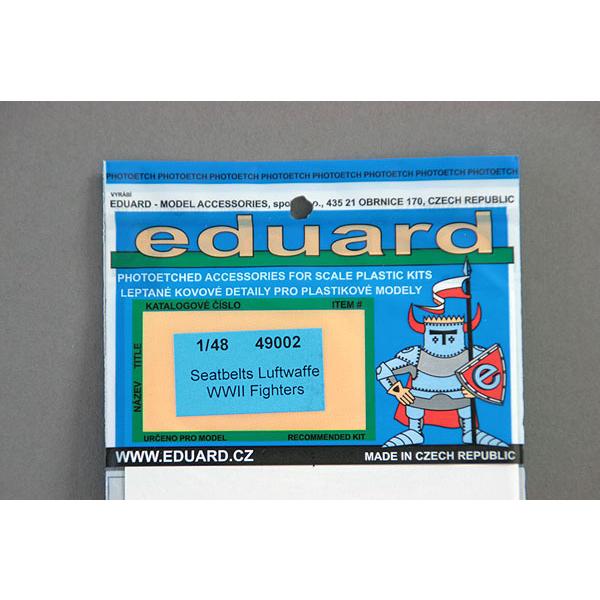 PHOTOETCH PHOTOETCH PHOTOETCH PHOTOETCH PHOTOETCH PHOTOETCH PHOTOETCH PHOTOETCH
VYRÁBÍ
EDUARD - MODEL ACCESSORIES, spo o., 435 21 OBRNICE 170, CZECH REPUBLIC
eduard
PHOTOETCHED ACCESSORIES FOR SCALE PLASTIC KITS
LEPTANÉ KOVOVÉ DETAILY PRO PLASTIKOVÉ MODELY
KATALOGOVÉ ČÍSLO ITEM #
NÁZEV TITLE
1/48 49002
Seatbelts Luftwaffe
WWII Fighters
e
URČENO PRO MODEL RECOMMENDED KIT
WWW.EDUARD.CZ MADE IN CZECH REPUBLIC